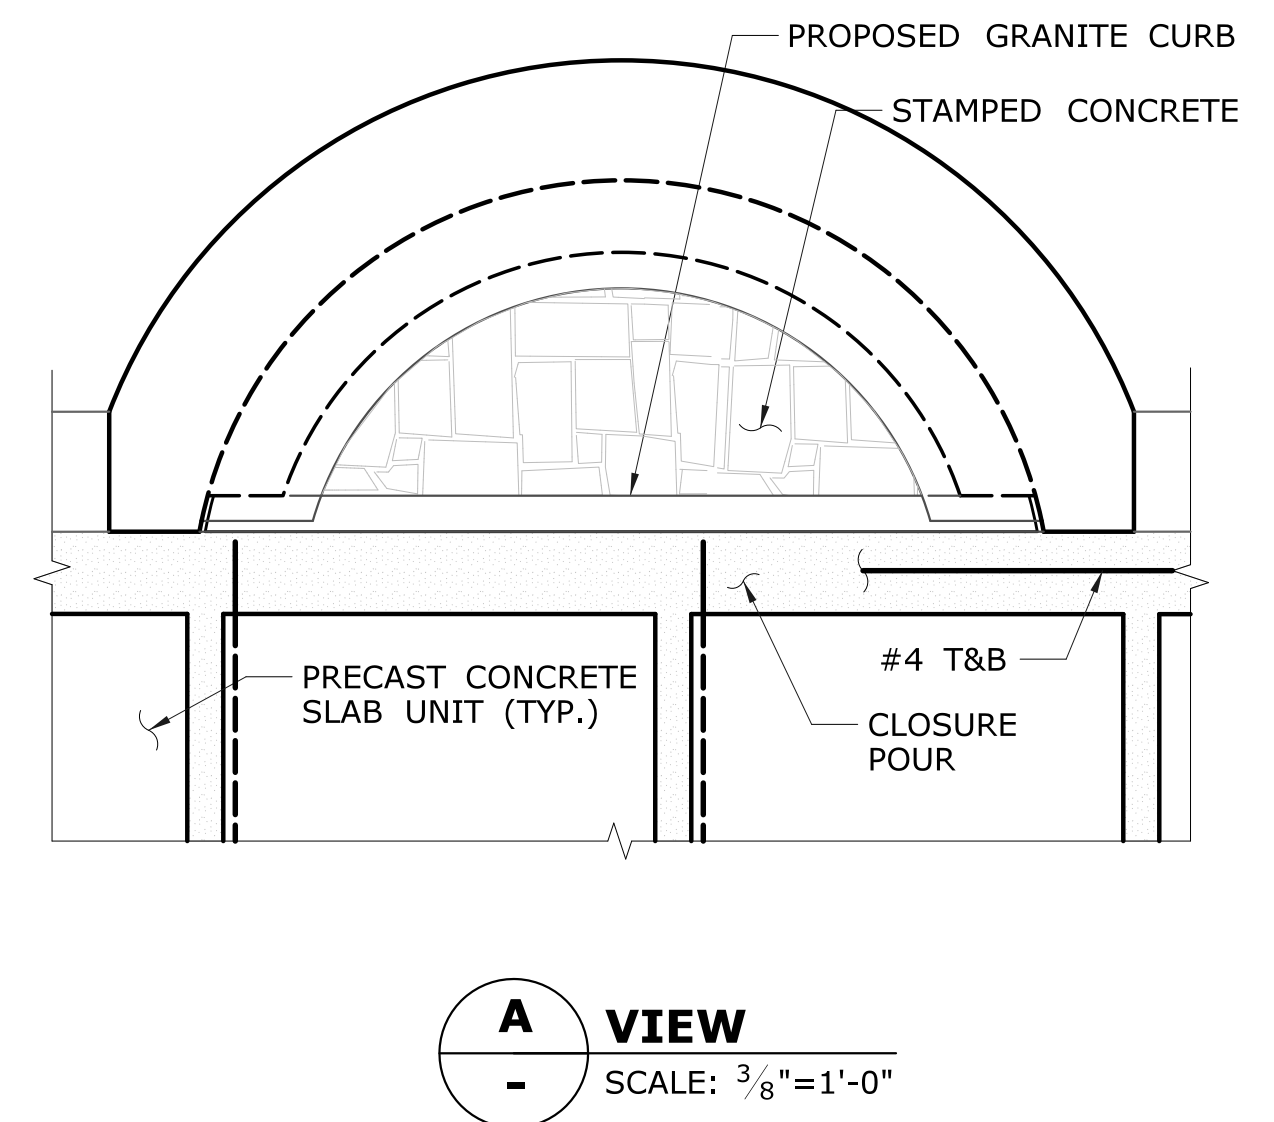 PROPOSED GRANITE CURB
STAMPED CONCRETE
#4 T&B
PRECAST CONCRETE
SLAB UNIT (TYP.)
CLOSURE
POUR
A
-
VIEW
SCALE: 3/8"=1'-0"